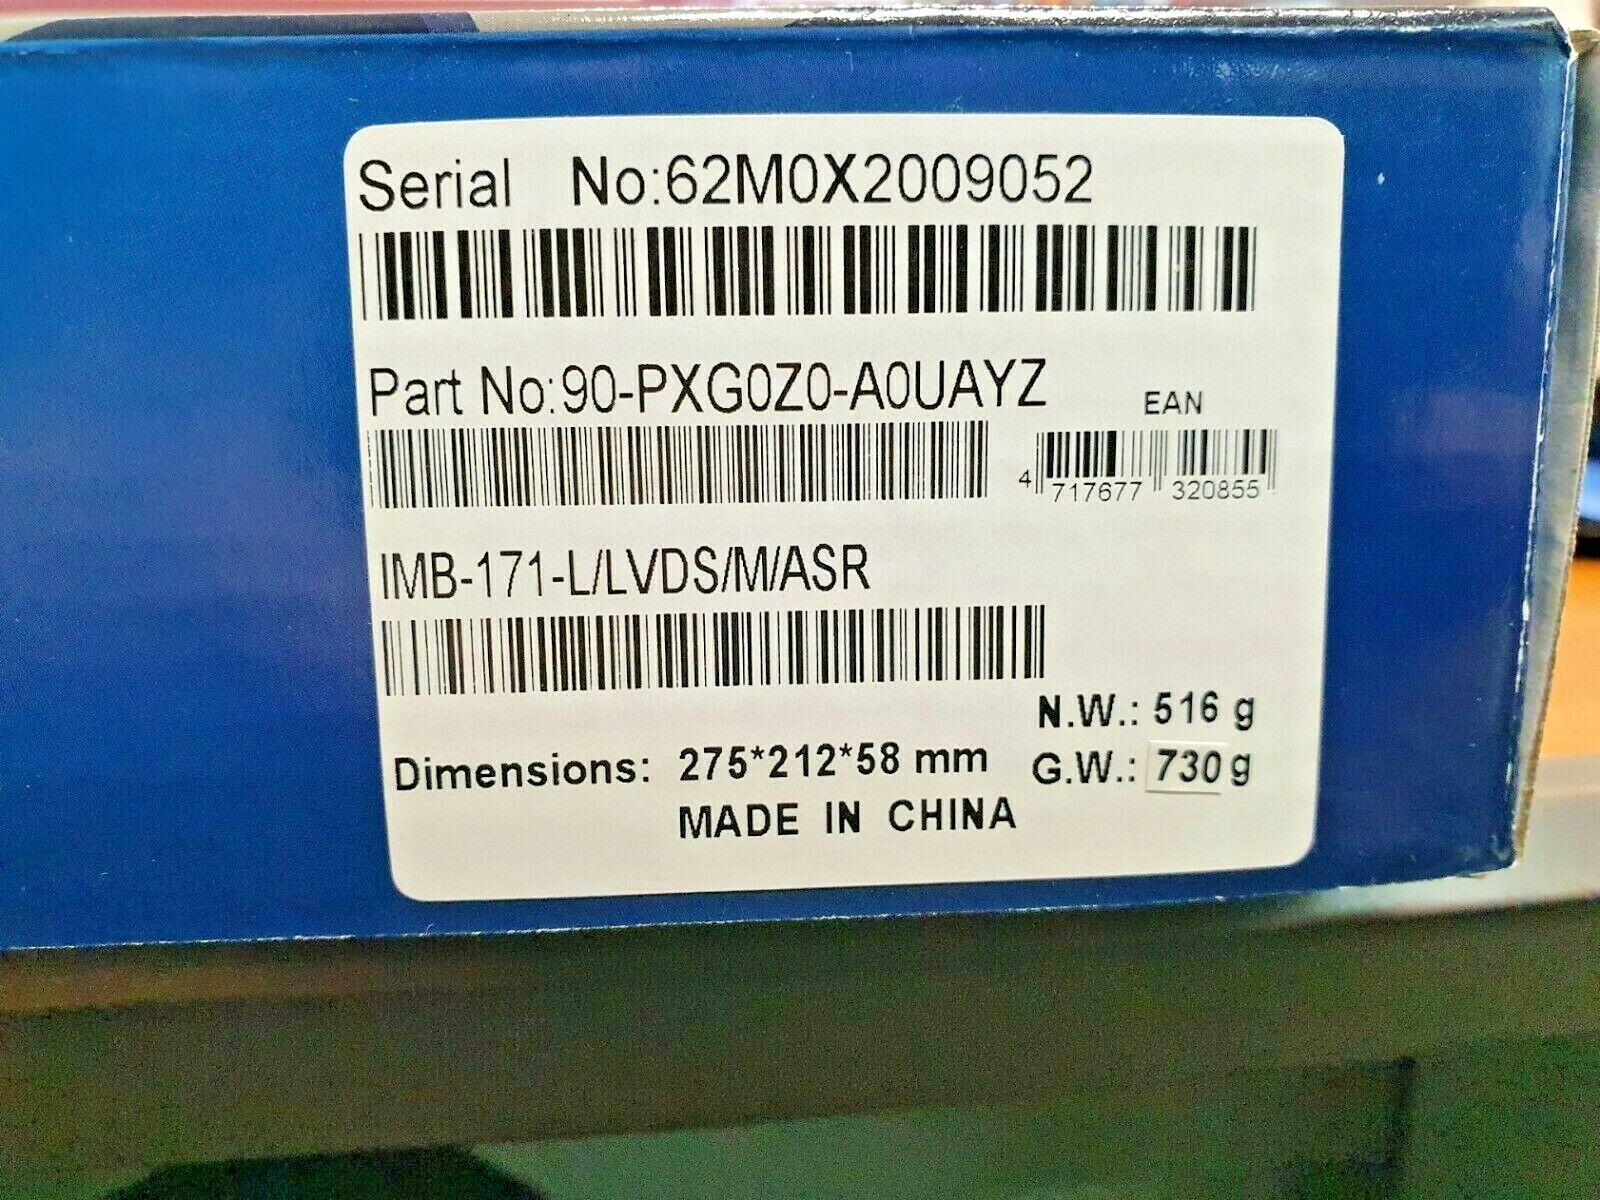 Serial No:62M0X2009052
Part No:90-PXG0Z0-A0UAYZ
EAN
4 717677 320855
IMB-171-L/LVDS/M/ASR
N.W.: 516 g
Dimensions: 275*212*58 mm G.W.: 730 g
MADE IN CHINA